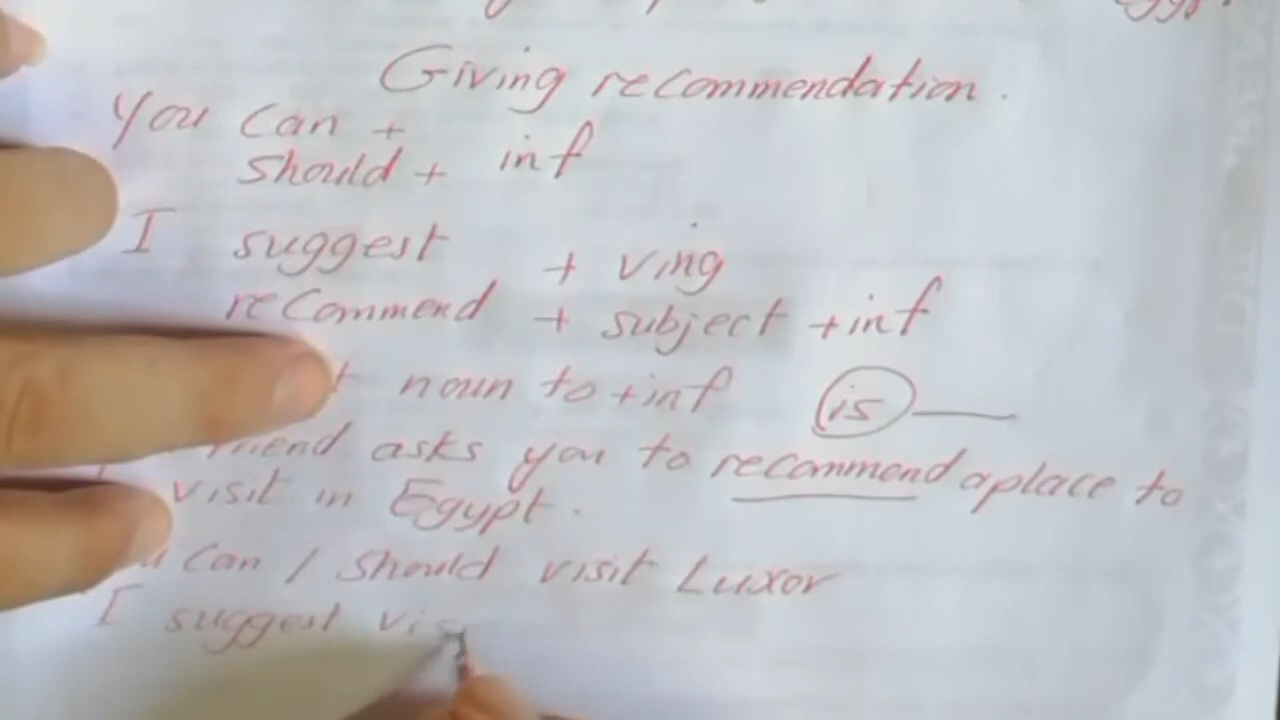 Giving recommendation.
You can +
should + inf
I suggest + ving
recommend + subject + inf
noun to + inf is
asks you to recommend a place to
visit in Egypt.
can / should visit Luxor
I suggest vis